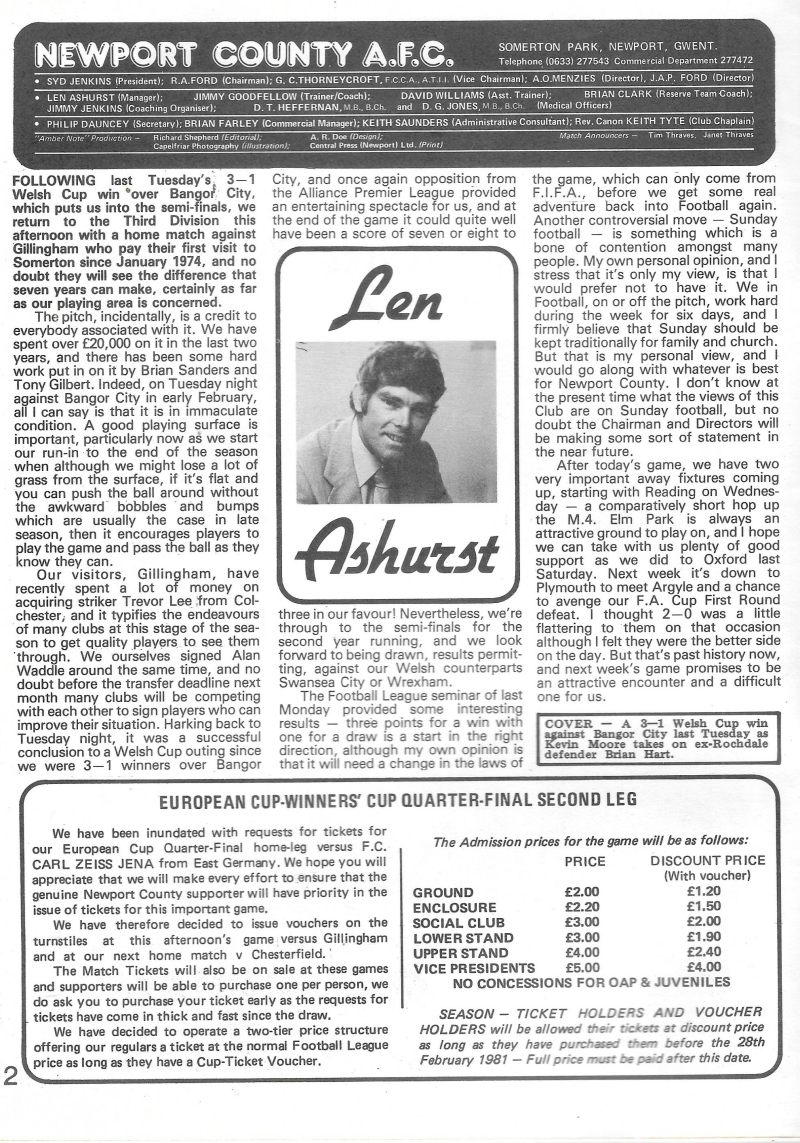 NEWPORT COUNTY A.F.C.
SOMERTON PARK, NEWPORT, GWENT.
Telephone (0633) 277543 Commercial Department 277472
• SYD JENKINS (President); R.A.FORD (Chairman); G.C.THORNEYCROFT, F.C.C.A., A.T.I.I. (Vice Chairman); A.O.MENZIES (Director), J.A.P. FORD (Director)
• LEN ASHURST (Manager); JIMMY GOODFELLOW (Trainer/Coach); DAVID WILLIAMS (Asst. Trainer); BRIAN CLARK (Reserve Team Coach);
JIMMY JENKINS (Coaching Organiser); D. T. HEFFERNAN, M.B., B.Ch. and D. G. JONES, M.B., B.Ch. (Medical Officers)
• PHILIP DAUNCEY (Secretary); BRIAN FARLEY (Commercial Manager); KEITH SAUNDERS (Administrative Consultant); Rev. Canon KEITH TYTE (Club Chaplain)
"Amber Note" Production – Richard Shepherd (Editorial); A. R. Doe (Design); Match Announcers – Tim Thraves, Janet Thraves
Capelfriar Photography (Illustration); Central Press (Newport) Ltd. (Print)
FOLLOWING last Tuesday's 3—1
Welsh Cup win over Bangor City,
which puts us into the semi-finals, we
return to the Third Division this
afternoon with a home match against
Gillingham who pay their first visit to
Somerton since January 1974, and no
doubt they will see the difference that
seven years can make, certainly as far
as our playing area is concerned.
The pitch, incidentally, is a credit to
everybody associated with it. We have
spent over £20,000 on it in the last two
years, and there has been some hard
work put in on it by Brian Sanders and
Tony Gilbert. Indeed, on Tuesday night
against Bangor City in early February,
all I can say is that it is in immaculate
condition. A good playing surface is
important, particularly now as we start
our run-in to the end of the season
when although we might lose a lot of
grass from the surface, if it's flat and
you can push the ball around without
the awkward bobbles and bumps
which are usually the case in late
season, then it encourages players to
play the game and pass the ball as they
know they can.
Our visitors, Gillingham, have
recently spent a lot of money on
acquiring striker Trevor Lee from Col-
chester, and it typifies the endeavours
of many clubs at this stage of the sea-
son to get quality players to see them
through. We ourselves signed Alan
Waddle around the same time, and no
doubt before the transfer deadline next
month many clubs will be competing
with each other to sign players who can
improve their situation. Harking back to
Tuesday night, it was a successful
conclusion to a Welsh Cup outing since
we were 3—1 winners over Bangor
City, and once again opposition from
the Alliance Premier League provided
an entertaining spectacle for us, and at
the end of the game it could quite well
have been a score of seven or eight to
Len
Ashurst
three in our favour! Nevertheless, we're
through to the semi-finals for the
second year running, and we look
forward to being drawn, results permit-
ting, against our Welsh counterparts
Swansea City or Wrexham.
The Football League seminar of last
Monday provided some interesting
results — three points for a win with
one for a draw is a start in the right
direction, although my own opinion is
that it will need a change in the laws of
the game, which can only come from
F.I.F.A., before we get some real
adventure back into Football again.
Another controversial move — Sunday
football — is something which is a
bone of contention amongst many
people. My own personal opinion, and I
stress that it's only my view, is that I
would prefer not to have it. We in
Football, on or off the pitch, work hard
during the week for six days, and I
firmly believe that Sunday should be
kept traditionally for family and church.
But that is my personal view, and I
would go along with whatever is best
for Newport County. I don't know at
the present time what the views of this
Club are on Sunday football, but no
doubt the Chairman and Directors will
be making some sort of statement in
the near future.
After today's game, we have two
very important away fixtures coming
up, starting with Reading on Wednes-
day — a comparatively short hop up
the M.4. Elm Park is always an
attractive ground to play on, and I hope
we can take with us plenty of good
support as we did to Oxford last
Saturday. Next week it's down to
Plymouth to meet Argyle and a chance
to avenge our F.A. Cup First Round
defeat. I thought 2—0 was a little
flattering to them on that occasion
although I felt they were the better side
on the day. But that's past history now,
and next week's game promises to be
an attractive encounter and a difficult
one for us.
COVER — A 3—1 Welsh Cup win
against Bangor City last Tuesday as
Kevin Moore takes on ex-Rochdale
defender Brian Hart.
EUROPEAN CUP-WINNERS' CUP QUARTER-FINAL SECOND LEG
We have been inundated with requests for tickets for
our European Cup Quarter-Final home-leg versus F.C.
CARL ZEISS JENA from East Germany. We hope you will
appreciate that we will make every effort to ensure that the
genuine Newport County supporter will have priority in the
issue of tickets for this important game.
We have therefore decided to issue vouchers on the
turnstiles at this afternoon's game versus Gillingham
and at our next home match v Chesterfield.
The Match Tickets will also be on sale at these games
and supporters will be able to purchase one per person, we
do ask you to purchase your ticket early as the requests for
tickets have come in thick and fast since the draw.
We have decided to operate a two-tier price structure
offering our regulars a ticket at the normal Football League
price as long as they have a Cup-Ticket Voucher.
The Admission prices for the game will be as follows:
PRICE DISCOUNT PRICE
(With voucher)
GROUND £2.00 £1.20
ENCLOSURE £2.20 £1.50
SOCIAL CLUB £3.00 £2.00
LOWER STAND £3.00 £1.90
UPPER STAND £4.00 £2.40
VICE PRESIDENTS £5.00 £4.00
NO CONCESSIONS FOR OAP & JUVENILES
SEASON — TICKET HOLDERS AND VOUCHER
HOLDERS will be allowed their tickets at discount price
as long as they have purchased them before the 28th
February 1981 — Full price must be paid after this date.
2